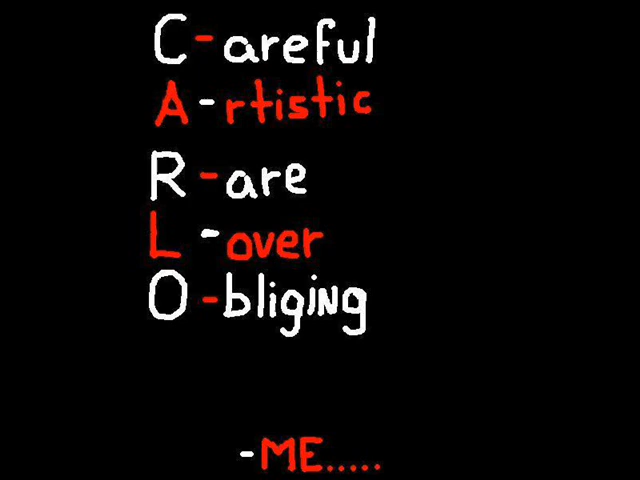 C-areful
A-rtistic
R-are
L-over
O-bligiNg
-ME.....